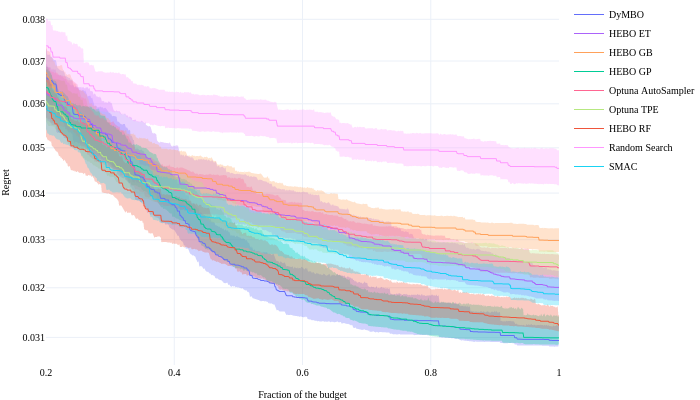 0.038
0.037
0.036
0.035
0.034
0.033
0.032
0.031
Regret
0.2
0.4
0.6
0.8
1
Fraction of the budget
DyMBO
HEBO ET
HEBO GB
HEBO GP
Optuna AutoSampler
Optuna TPE
HEBO RF
Random Search
SMAC